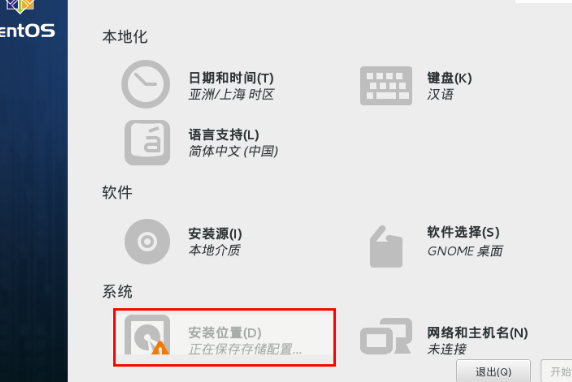 entOS
本地化
日期和时间(T)
亚洲/上海 时区
键盘(K)
汉语
语言支持(L)
简体中文 (中国)
软件
安装源(I)
本地介质
软件选择(S)
GNOME 桌面
系统
安装位置(D)
正在保存存储配置...
网络和主机名(N)
未连接
退出(Q)
开始